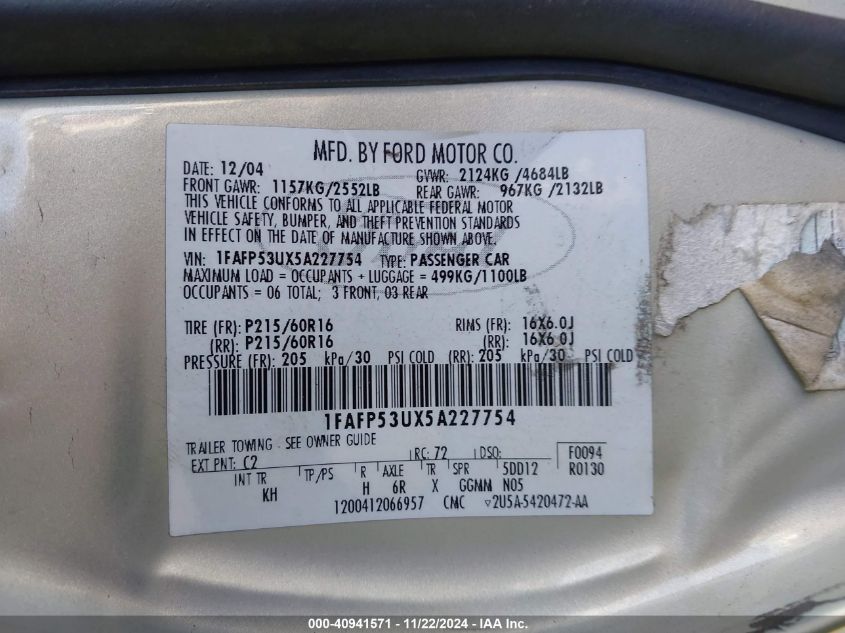 MFD. BY FORD MOTOR CO.
DATE: 12/04 GVWR: 2124KG /4684LB
FRONT GAWR: 1157KG/2552LB REAR GAWR: 967KG /2132LB
THIS VEHICLE CONFORMS TO ALL APPLICABLE FEDERAL MOTOR
VEHICLE SAFETY, BUMPER, AND THEFT PREVENTION STANDARDS
IN EFFECT ON THE DATE OF MANUFACTURE SHOWN ABOVE.
VIN: 1FAFP53UX5A227754 TYPE: PASSENGER CAR
MAXIMUM LOAD = OCCUPANTS + LUGGAGE = 499KG/1100LB
OCCUPANTS = 06 TOTAL; 3 FRONT, 03 REAR
TIRE (FR): P215/60R16 RIMS (FR): 16X6.0J
(RR): P215/60R16 (RR): 16X6.0J
PRESSURE (FR): 205 kPa/30 PSI COLD (RR): 205 kPa/30 PSI COLD
1FAFP53UX5A227754
TRAILER TOWING - SEE OWNER GUIDE
EXT PNT: C2 RC: 72 DSO: F0094
INT TR TP/PS R AXLE TR SPR 5DD12 R0130
KH H 6R X GGMM N05
1200412066957 CMC ▿2U5A-5420472-AA
000-40941571 - 11/22/2024 - IAA Inc.